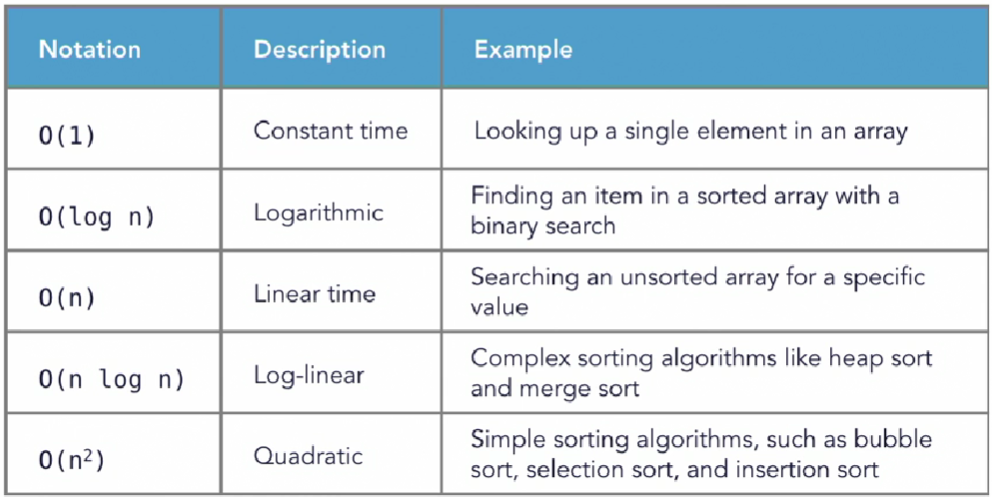 Notation Description Example
O(1) Constant time Looking up a single element in an array
O(log n) Logarithmic Finding an item in a sorted array with a
binary search
O(n) Linear time Searching an unsorted array for a specific
value
O(n log n) Log-linear Complex sorting algorithms like heap sort
and merge sort
O(n²) Quadratic Simple sorting algorithms, such as bubble
sort, selection sort, and insertion sort